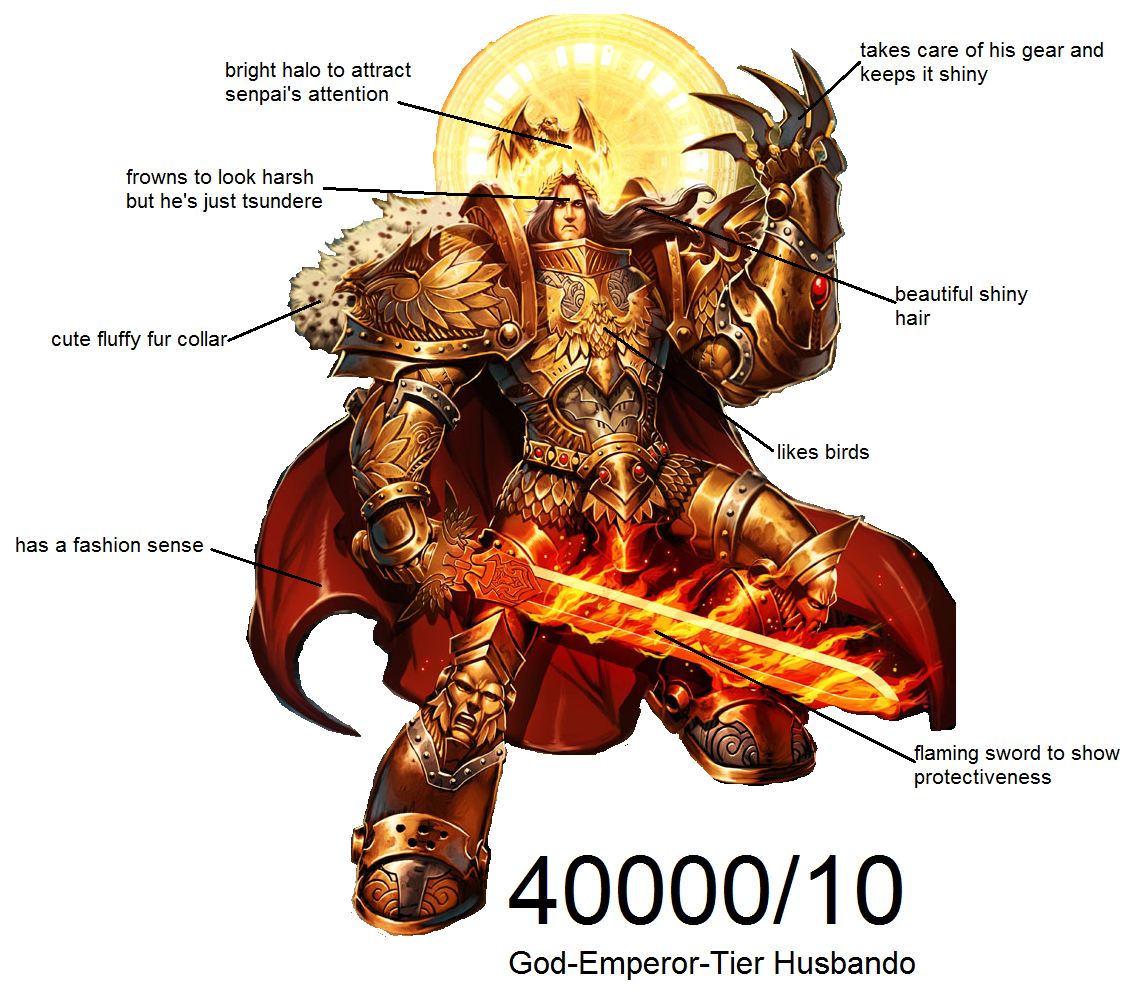 takes care of his gear and
keeps it shiny
bright halo to attract
senpai's attention
frowns to look harsh
but he's just tsundere
beautiful shiny
hair
cute fluffy fur collar
likes birds
has a fashion sense
flaming sword to show
protectiveness
40000/10
God-Emperor-Tier Husbando